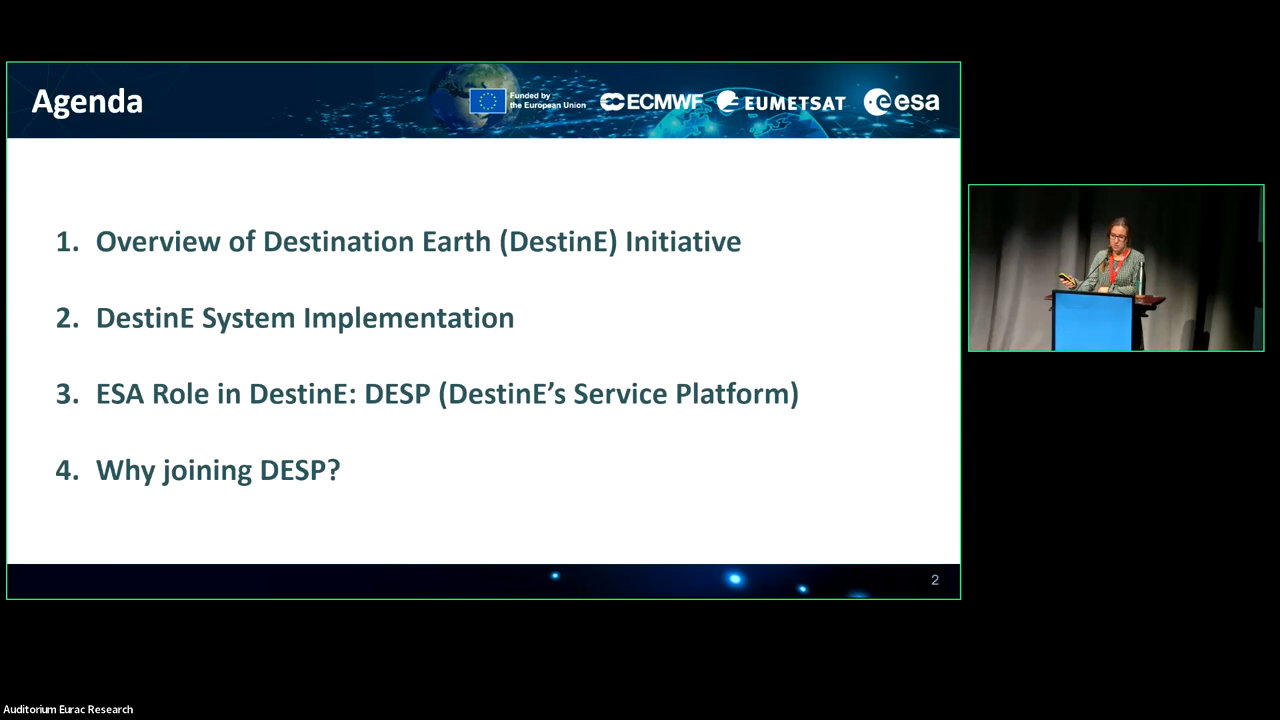 Agenda
Funded by
the European Union
ECMWF
EUMETSAT
esa
1. Overview of Destination Earth (DestinE) Initiative
2. DestinE System Implementation
3. ESA Role in DestinE: DESP (DestinE’s Service Platform)
4. Why joining DESP?
2
Auditorium Eurac Research